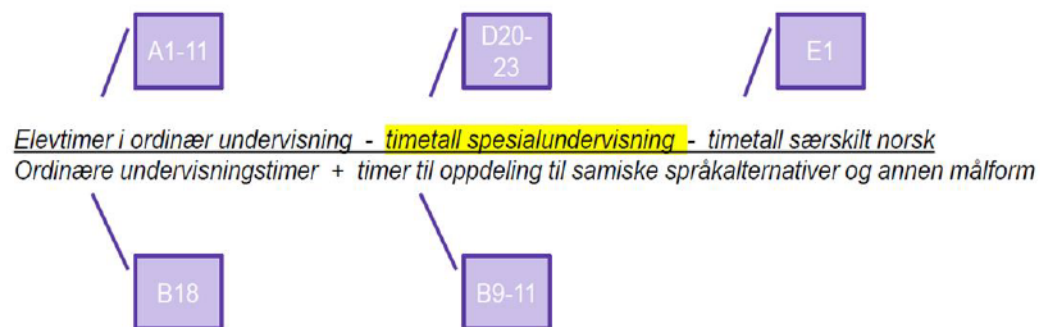 A1-11
D20-
23
E1
Elevtimer i ordinær undervisning - timetall spesialundervisning - timetall særskilt norsk
Ordinære undervisningstimer + timer til oppdeling til samiske språkalternativer og annen målform
B18
B9-11